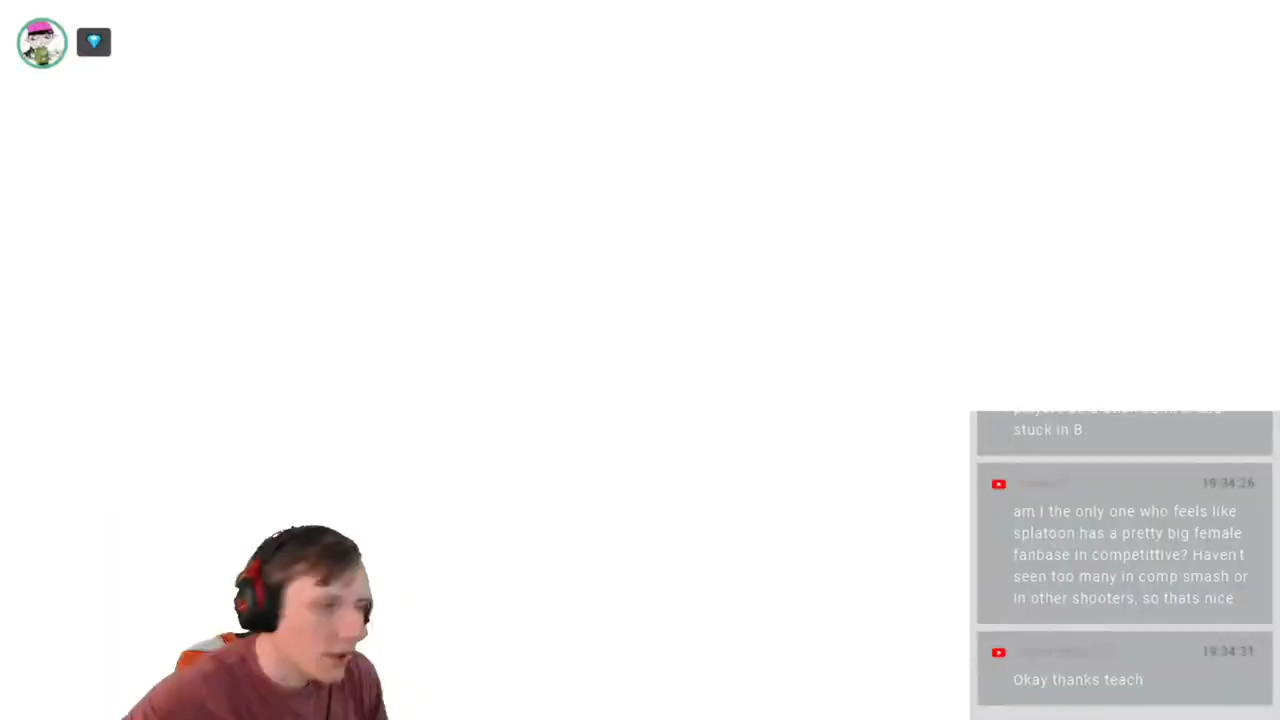 stuck in B
19:34:26
am I the only one who feels like
splatoon has a pretty big female
fanbase in competittive? Haven't
seen too many in comp smash or
in other shooters, so thats nice
19:34:31
Okay thanks teach